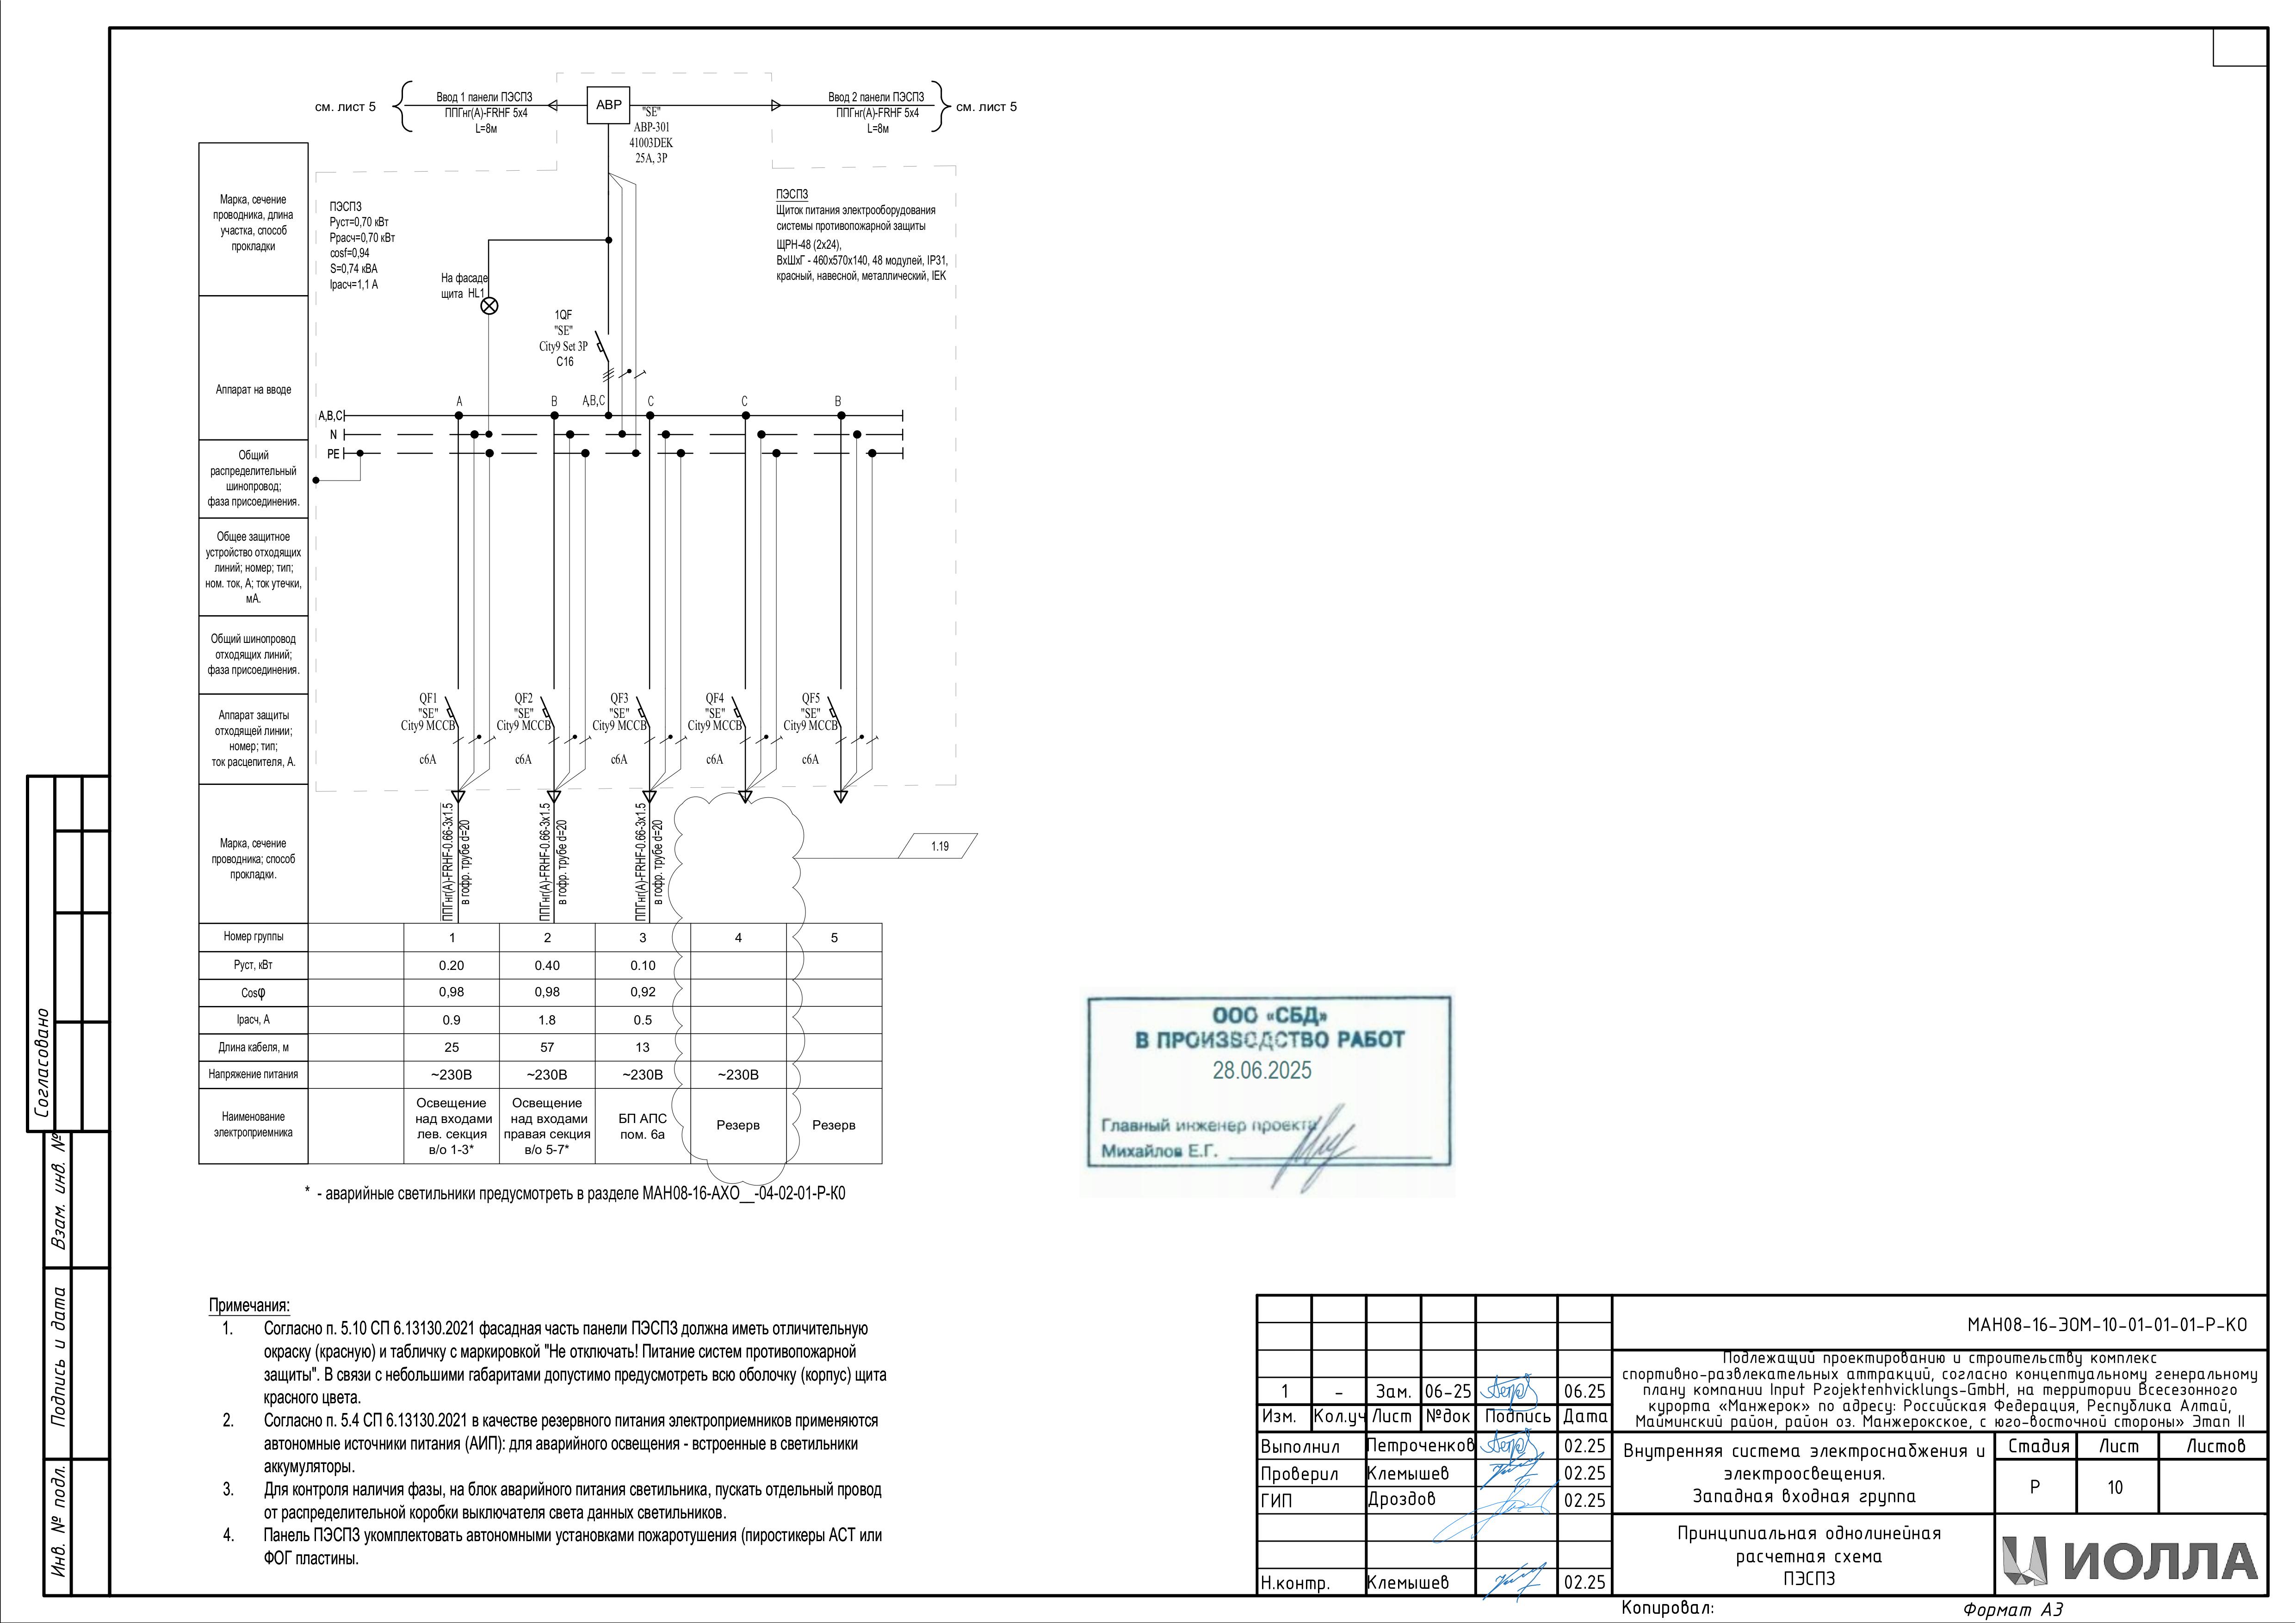 см. лист 5
Ввод 1 панели ПЭСПЗ
ППГнг(А)-FRHF 5х4
L=8м
АВР
"SE"
АВР-301
41003DEK
25А, 3Р
Ввод 2 панели ПЭСПЗ
ППГнг(А)-FRHF 5х4
L=8м
см. лист 5
Марка, сечение
проводника, длина
участка, способ
прокладки
ПЭСПЗ
Руст=0,70 кВт
Ррасч=0,70 кВт
cosf=0,94
S=0,74 кВА
Iрасч=1,1 А
ПЭСПЗ
Щиток питания электрооборудования
системы противопожарной защиты
ЩРН-48 (2х24),
ВхШхГ - 460х570х140, 48 модулей, IP31,
красный, навесной, металлический, IEK
На фасаде
щита HL1
1QF
"SE"
City9 Set 3P
С16
Аппарат на вводе
А В А,В,С С С В
А,В,С
N
PE
Общий
распределительный
шинопровод;
фаза присоединения.
Общее защитное
устройство отходящих
линий; номер; тип;
ном. ток, А; ток утечки,
мА.
Общий шинопровод
отходящих линий;
фаза присоединения.
Аппарат защиты
отходящей линии;
номер; тип;
ток расцепителя, А.
QF1 QF2 QF3 QF4 QF5
"SE" "SE" "SE" "SE" "SE"
City9 MCCB City9 MCCB City9 MCCB City9 MCCB City9 MCCB
с6А с6А с6А с6А с6А
Марка, сечение
проводника; способ
прокладки.
ППГнг(А)-FRHF-0.66-3х1.5
в гофр. трубе d=20
ППГнг(А)-FRHF-0.66-3х1.5
в гофр. трубе d=20
ППГнг(А)-FRHF-0.66-3х1.5
в гофр. трубе d=20
1.19
Номер группы 1 2 3 4 5
Руст, кВт 0.20 0.40 0.10
Cosφ 0,98 0,98 0,92
Iрасч, А 0.9 1.8 0.5
Длина кабеля, м 25 57 13
Напряжение питания ~230В ~230В ~230В ~230В
Наименование
электроприемника
Освещение
над входами
лев. секция
в/о 1-3*
Освещение
над входами
правая секция
в/о 5-7*
БП АПС
пом. 6а
Резерв
Резерв
* - аварийные светильники предусмотреть в разделе МАН08-16-АХО__-04-02-01-Р-К0
ООО «СБД»
В ПРОИЗВОДСТВО РАБОТ
28.06.2025
Главный инженер проекта
Михайлов Е.Г.
Примечания:
1. Согласно п. 5.10 СП 6.13130.2021 фасадная часть панели ПЭСПЗ должна иметь отличительную
окраску (красную) и табличку с маркировкой "Не отключать! Питание систем противопожарной
защиты". В связи с небольшими габаритами допустимо предусмотреть всю оболочку (корпус) щита
красного цвета.
2. Согласно п. 5.4 СП 6.13130.2021 в качестве резервного питания электроприемников применяются
автономные источники питания (АИП): для аварийного освещения - встроенные в светильники
аккумуляторы.
3. Для контроля наличия фазы, на блок аварийного питания светильника, пускать отдельный провод
от распределительной коробки выключателя света данных светильников.
4. Панель ПЭСПЗ укомплектовать автономными установками пожаротушения (пиростикеры АСТ или
ФОГ пластины.
Согласовано
Взам. инв. №
Подпись и дата
Инв. № подл.
МАН08-16-ЭОМ-10-01-01-01-Р-КО
Подлежащий проектированию и строительству комплекс
спортивно-развлекательных аттракций, согласно концептуальному генеральному
плану компании Input Projektenhvicklungs-GmbH, на территории Всесезонного
курорта «Манжерок» по адресу: Российская Федерация, Республика Алтай,
Майминский район, район оз. Манжерокское, с юго-восточной стороны» Этап II
1 - Зам. 06-25 06.25
Изм. Кол.уч Лист №док Подпись Дата
Выполнил Петроченков 02.25
Проверил Клемышев 02.25
ГИП Дроздов 02.25
Н.контр. Клемышев 02.25
Внутренняя система электроснабжения и
электроосвещения.
Западная входная группа
Стадия Лист Листов
Р 10
Принципиальная однолинейная
расчетная схема
ПЭСПЗ
ИОЛЛА
Копировал:
Формат А3